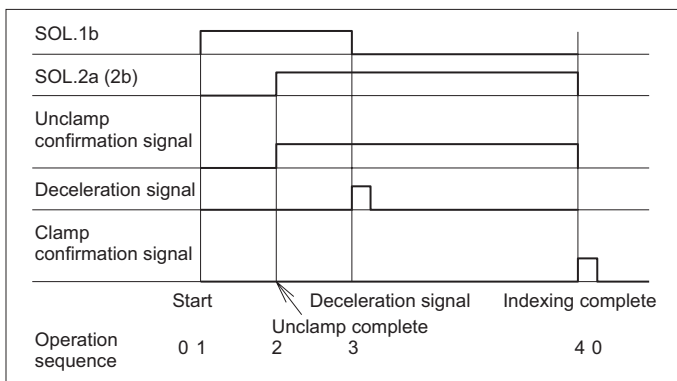 SOL.1b
SOL.2a (2b)
Unclamp
confirmation signal
Deceleration signal
Clamp
confirmation signal
Start Deceleration signal Indexing complete
Unclamp complete
Operation
sequence
0 1 2 3 4 0